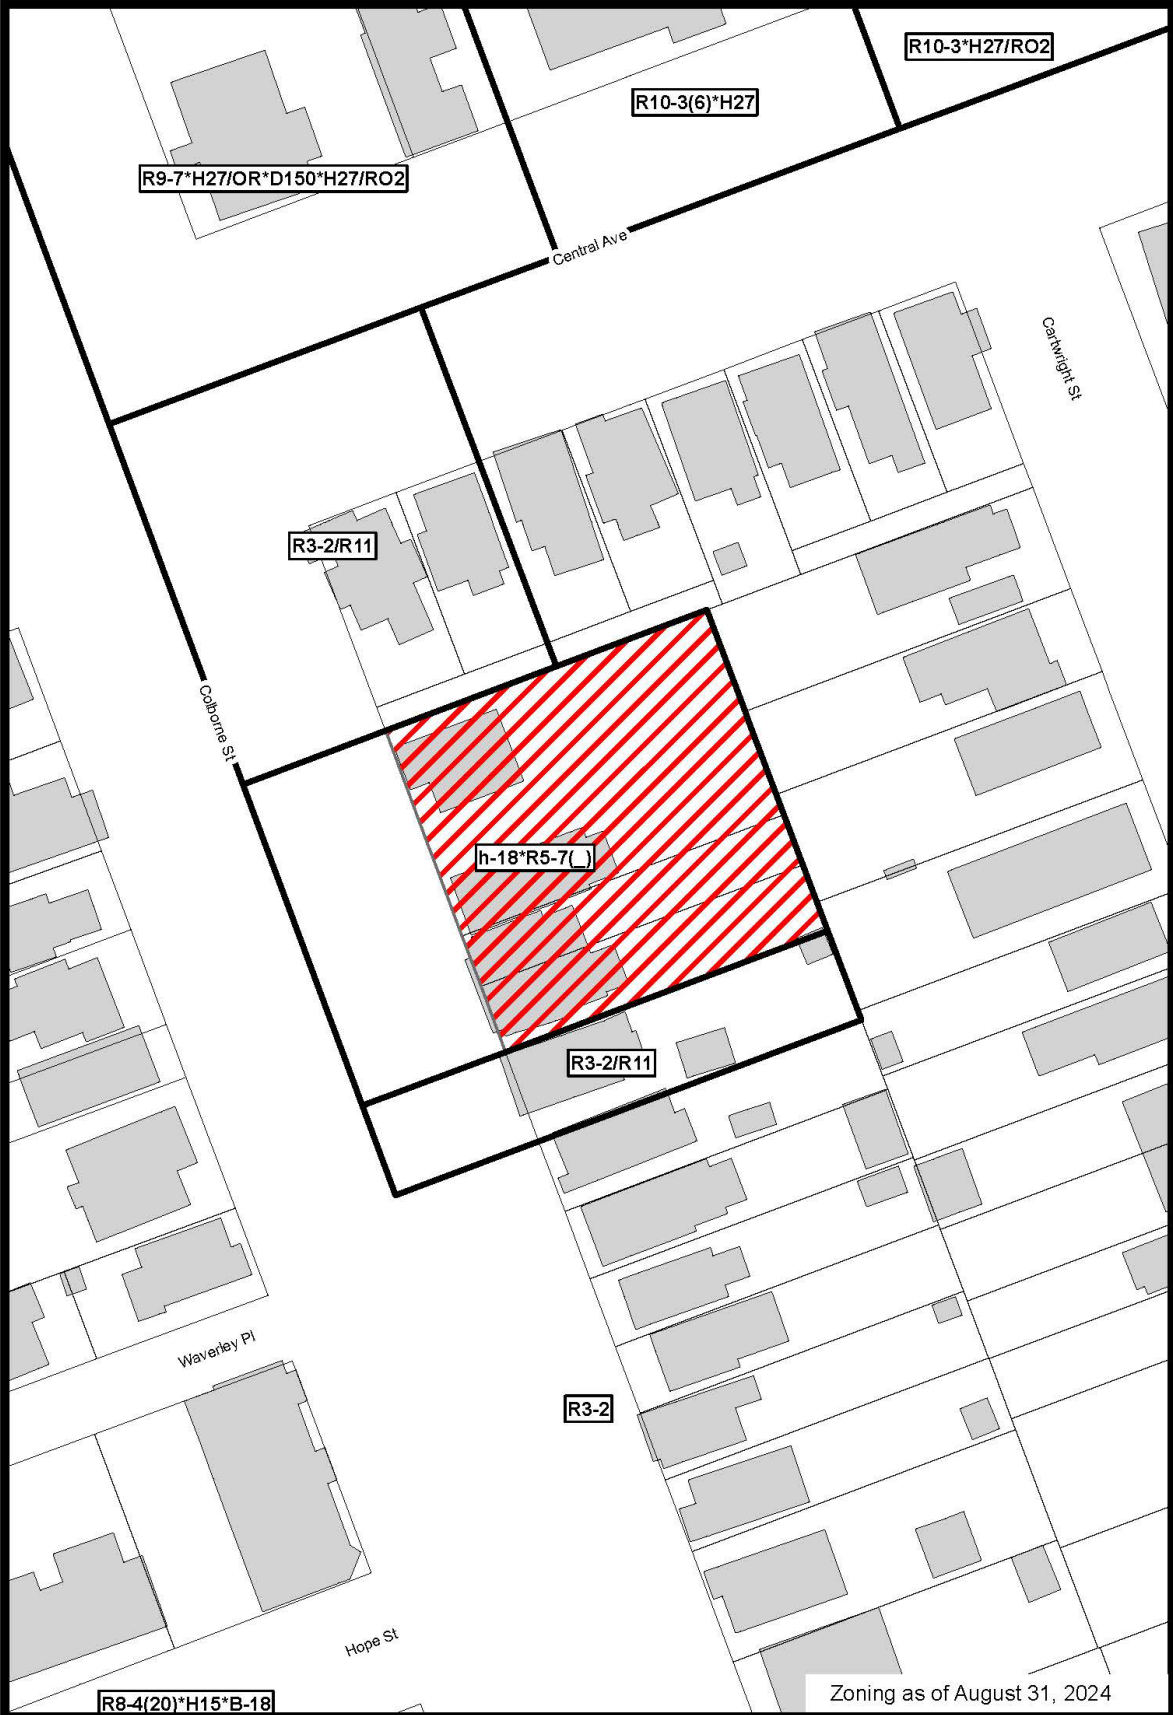 R10-3*H27/RO2
R10-3(6)*H27
R9-7*H27/OR*D150*H27/RO2
Central Ave
Cartwright St
R3-2/R11
Colborne St
h-18*R5-7(_)
R3-2/R11
Waverley Pl
R3-2
Hope St
Zoning as of August 31, 2024
R8-4(20)*H15*B-18